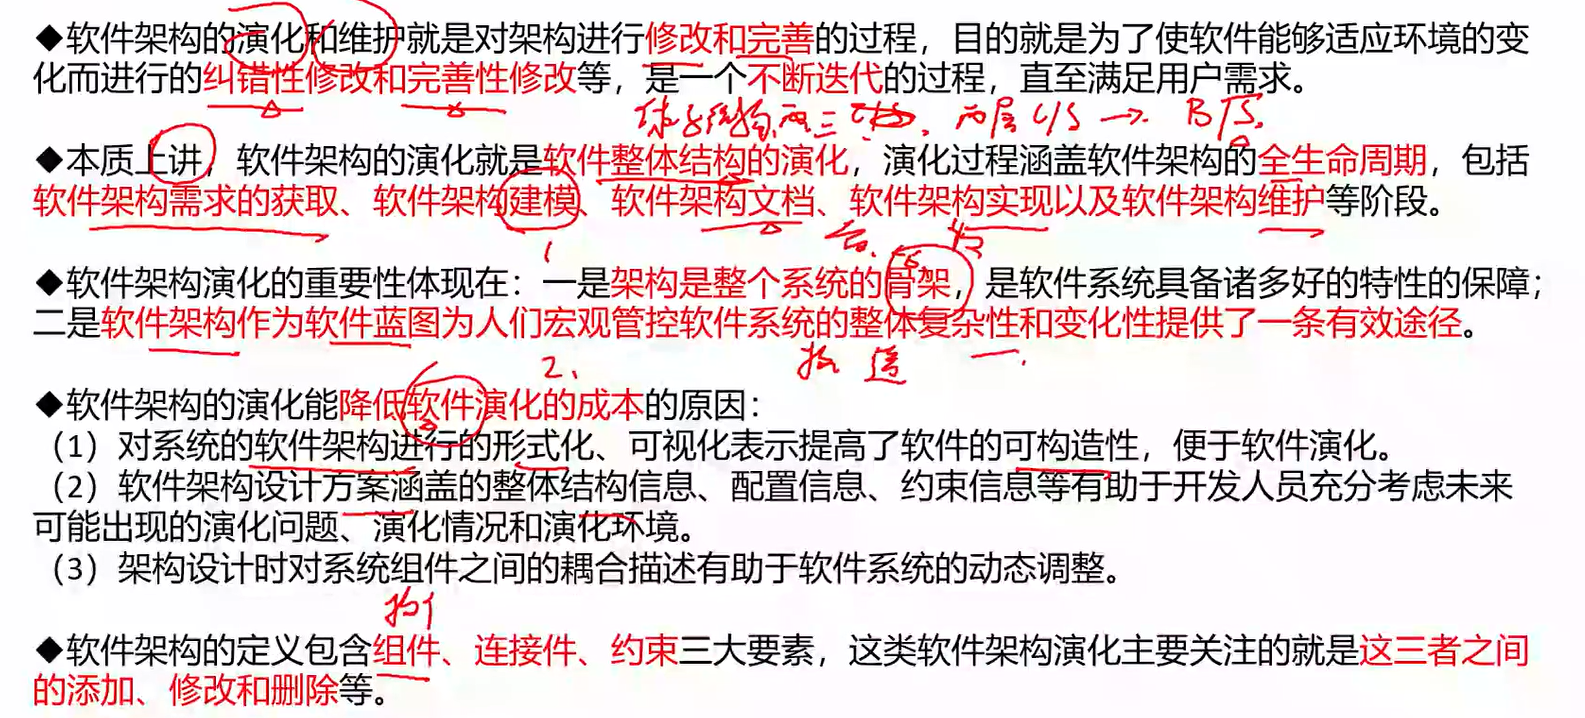 ◆软件架构的演化和维护就是对架构进行修改和完善的过程，目的就是为了使软件能够适应环境的变
化而进行的纠错性修改和完善性修改等，是一个不断迭代的过程，直至满足用户需求。
两层 C/S → B/S
◆本质上讲，软件架构的演化就是软件整体结构的演化，演化过程涵盖软件架构的全生命周期，包括
软件架构需求的获取、软件架构建模、软件架构文档、软件架构实现以及软件架构维护等阶段。
1
◆软件架构演化的重要性体现在：一是架构是整个系统的骨架，是软件系统具备诸多好的特性的保障；
二是软件架构作为软件蓝图为人们宏观管控软件系统的整体复杂性和变化性提供了一条有效途径。
2、
◆软件架构的演化能降低软件演化的成本的原因：
（1）对系统的软件架构进行的形式化、可视化表示提高了软件的可构造性，便于软件演化。
（2）软件架构设计方案涵盖的整体结构信息、配置信息、约束信息等有助于开发人员充分考虑未来
可能出现的演化问题、演化情况和演化环境。
（3）架构设计时对系统组件之间的耦合描述有助于软件系统的动态调整。
构件
◆软件架构的定义包含组件、连接件、约束三大要素，这类软件架构演化主要关注的就是这三者之间
的添加、修改和删除等。